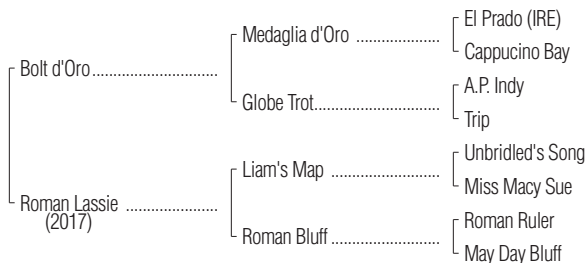 El Prado (IRE)
Medaglia d'Oro ..................
Cappucino Bay
Bolt d'Oro..............................
A.P. Indy
Globe Trot............................
Trip
Unbridled's Song
Liam's Map ........................
Miss Macy Sue
Roman Lassie ......................
(2017)
Roman Ruler
Roman Bluff........................
May Day Bluff